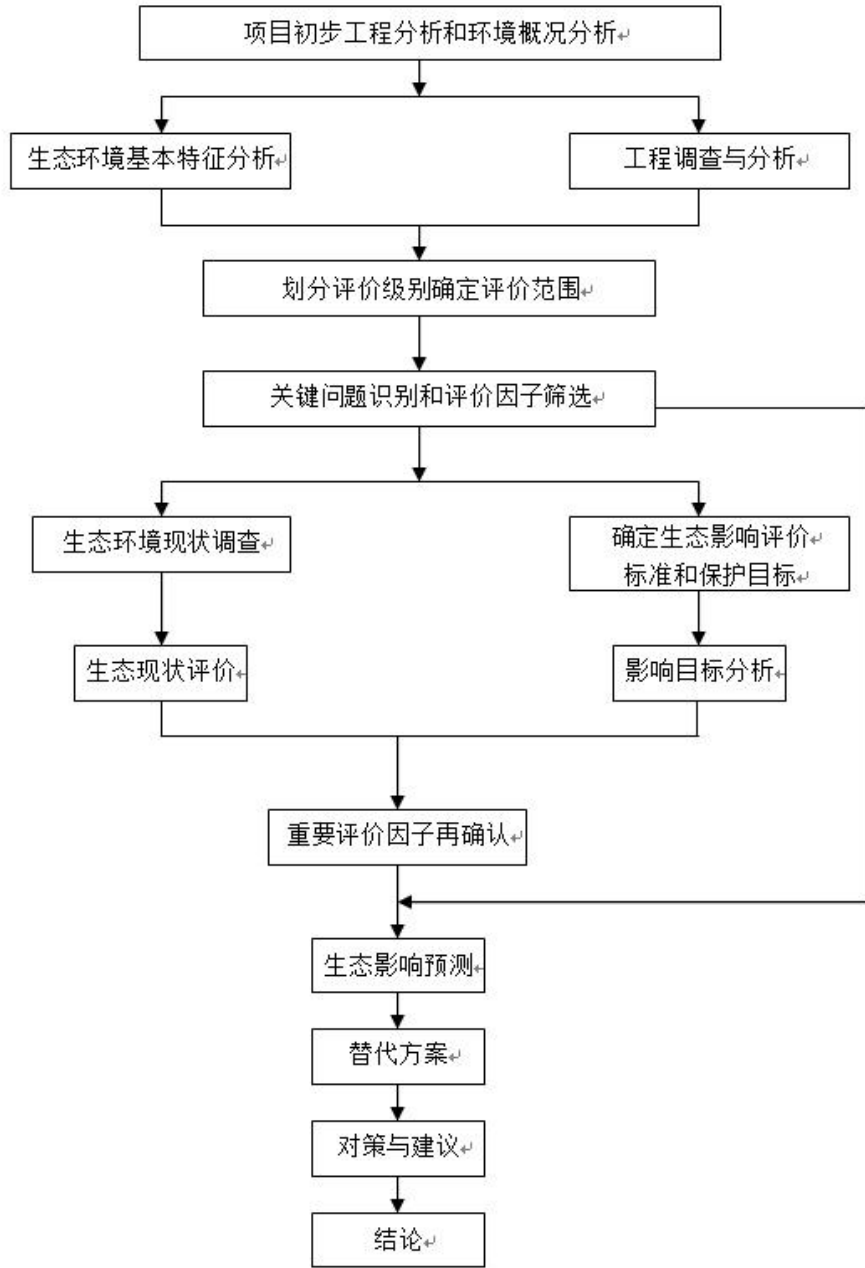 项目初步工程分析和环境概况分析
生态环境基本特征分析
工程调查与分析
划分评价级别确定评价范围
关键问题识别和评价因子筛选
生态环境现状调查
确定生态影响评价
标准和保护目标
生态现状评价
影响目标分析
重要评价因子再确认
生态影响预测
替代方案
对策与建议
结论